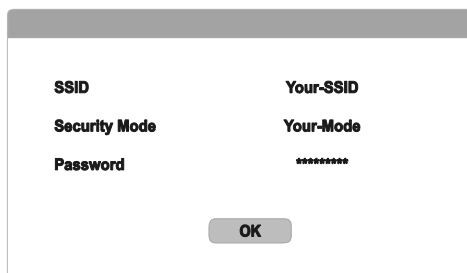 SSID Your-SSID
Security Mode Your-Mode
Password *********
OK